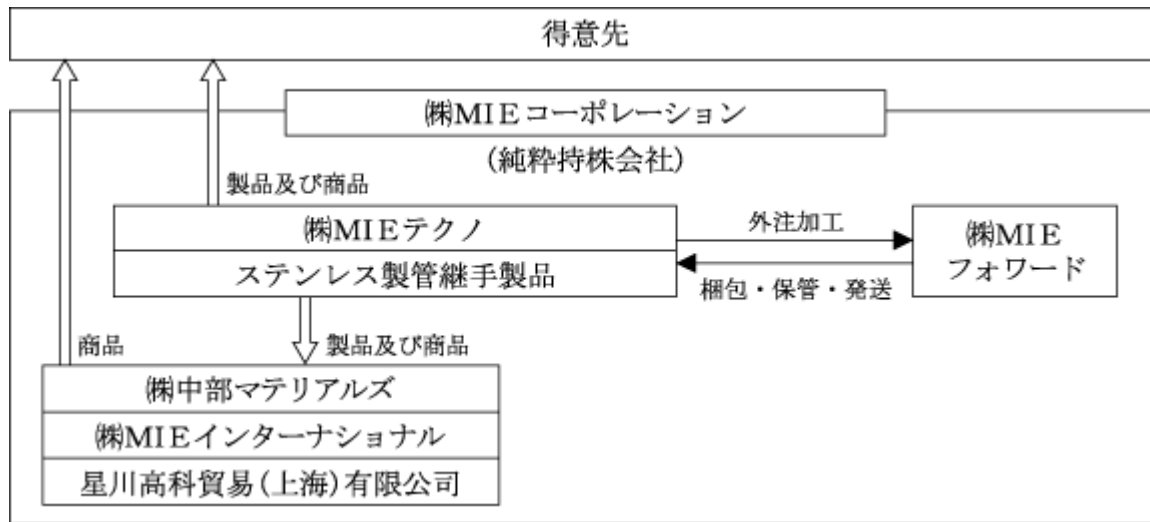 得意先
㈱MIEコーポレーション
(純粋持株会社)
製品及び商品
㈱MIEテクノ
ステンレス製管継手製品
外注加工
梱包・保管・発送
㈱MIE
フォワード
商品
製品及び商品
㈱中部マテリアルズ
㈱MIEインターナショナル
星川高科貿易(上海)有限公司